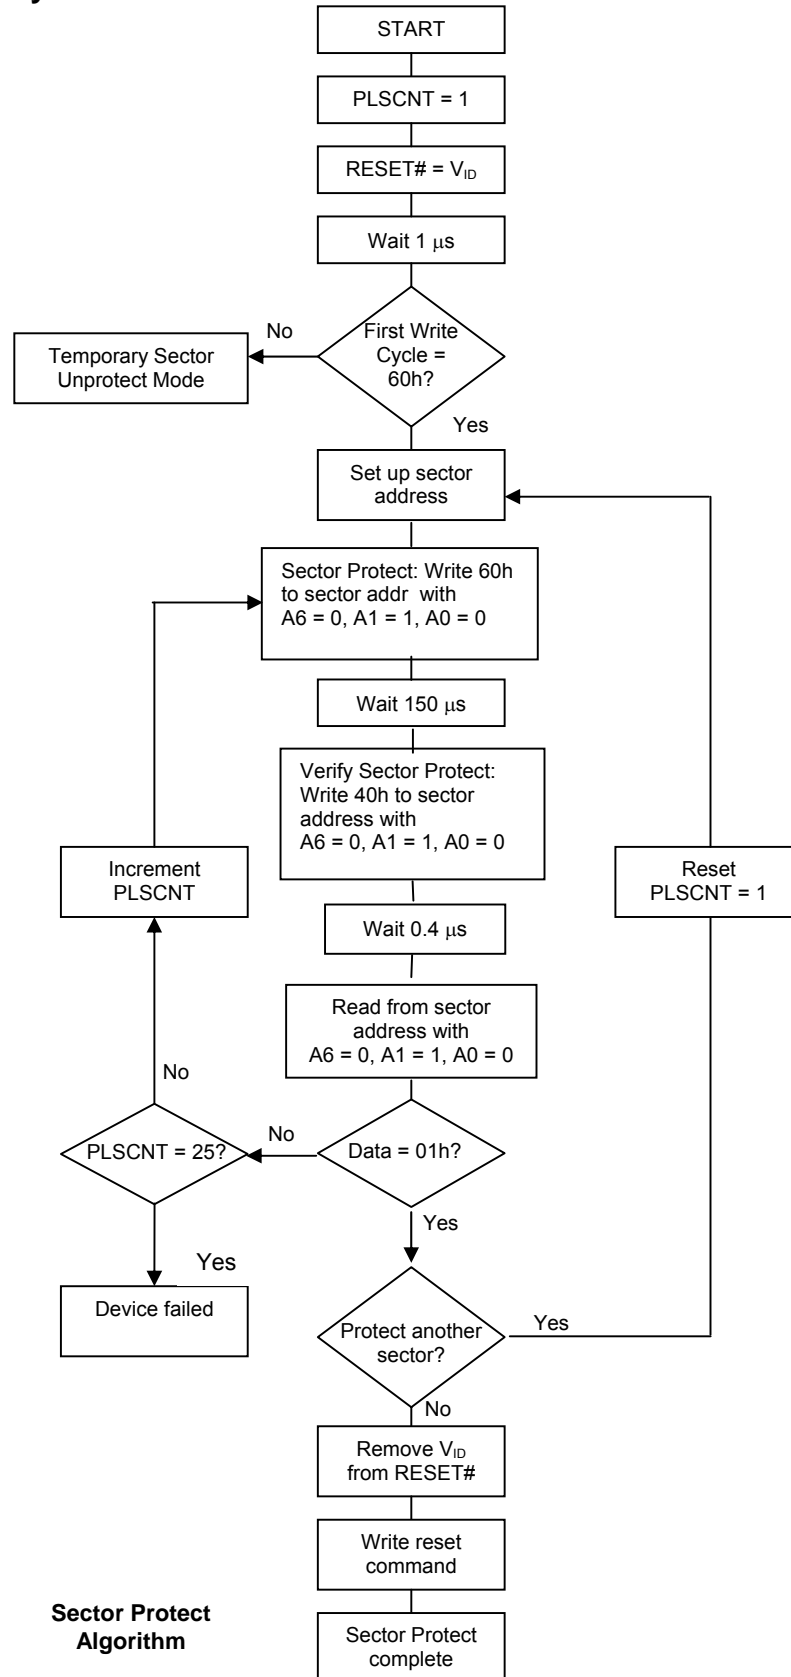 START
PLSCNT = 1
RESET# = VID
Wait 1 μs
First Write
Cycle =
60h?
No
Temporary Sector
Unprotect Mode
Yes
Set up sector
address
Sector Protect: Write 60h
to sector addr with
A6 = 0, A1 = 1, A0 = 0
Wait 150 μs
Verify Sector Protect:
Write 40h to sector
address with
A6 = 0, A1 = 1, A0 = 0
Increment
PLSCNT
Reset
PLSCNT = 1
Wait 0.4 μs
Read from sector
address with
A6 = 0, A1 = 1, A0 = 0
No
PLSCNT = 25?
No
Data = 01h?
Yes
Yes
Device failed
Protect another
sector?
Yes
No
Remove VID
from RESET#
Write reset
command
Sector Protect
Algorithm
Sector Protect
complete